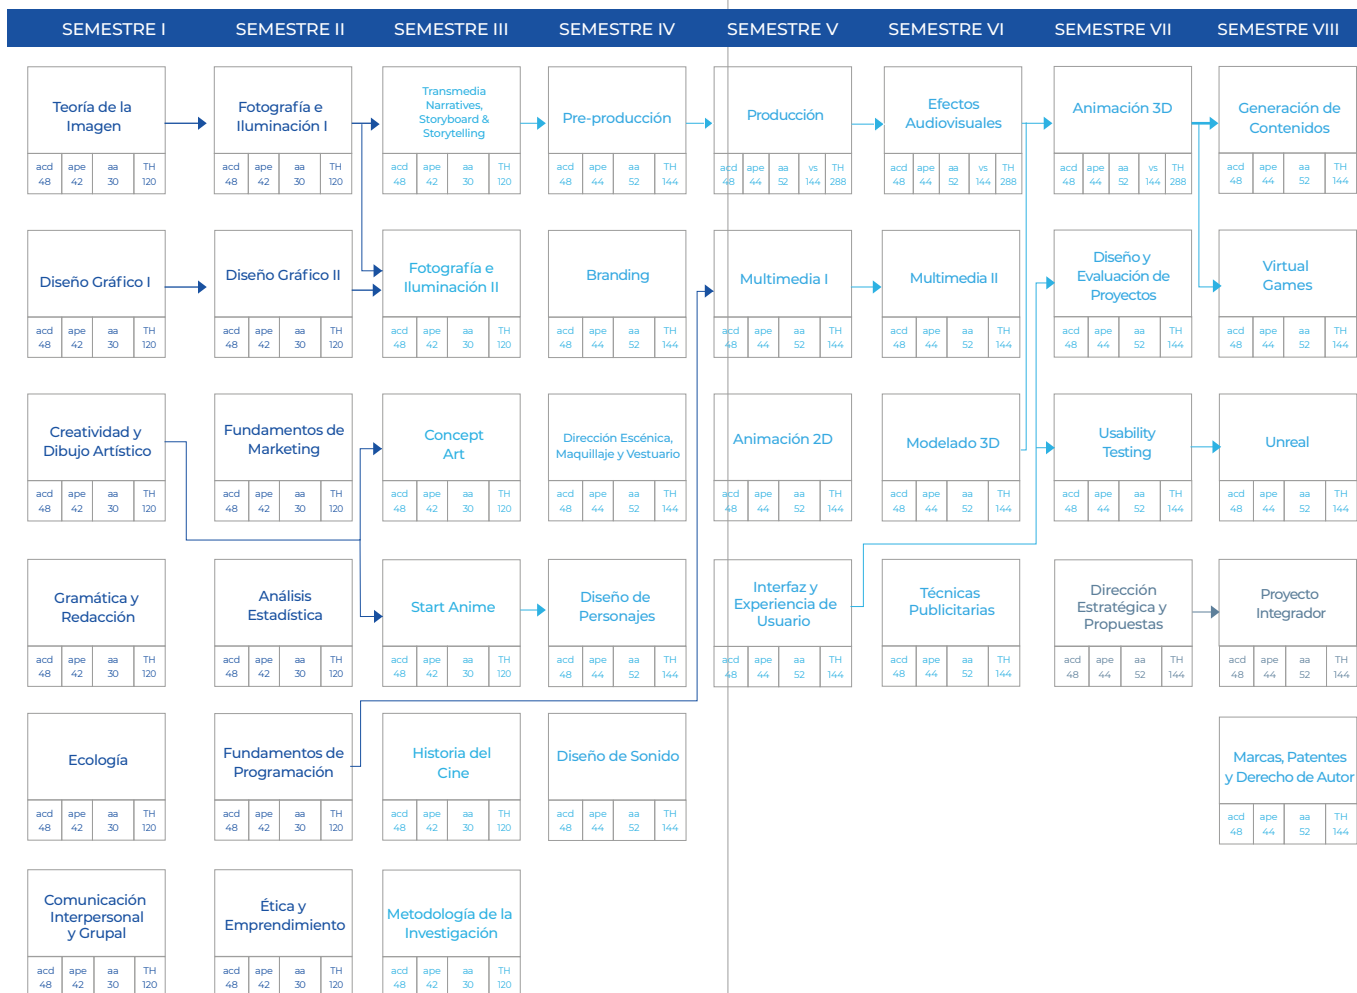 SEMESTRE I SEMESTRE II SEMESTRE III SEMESTRE IV SEMESTRE V SEMESTRE VI SEMESTRE VII SEMESTRE VIII
Teoría de la
Imagen
acd ape aa TH
48 42 30 120
Fotografía e
Iluminación I
acd ape aa TH
48 42 30 120
Transmedia
Narratives,
Storyboard &
Storytelling
acd ape aa TH
48 42 30 120
Pre-producción
acd ape aa TH
48 44 52 144
Producción
acd ape aa vs TH
48 44 52 144 288
Efectos
Audiovisuales
acd ape aa vs TH
48 44 52 144 288
Animación 3D
acd ape aa vs TH
48 44 52 144 288
Generación de
Contenidos
acd ape aa TH
48 44 52 144
Diseño Gráfico I
acd ape aa TH
48 42 30 120
Diseño Gráfico II
acd ape aa TH
48 42 30 120
Fotografía e
Iluminación II
acd ape aa TH
48 42 30 120
Branding
acd ape aa TH
48 44 52 144
Multimedia I
acd ape aa TH
48 44 52 144
Multimedia II
acd ape aa TH
48 44 52 144
Diseño y
Evaluación de
Proyectos
acd ape aa TH
48 44 52 144
Virtual
Games
acd ape aa TH
48 44 52 144
Creatividad y
Dibujo Artístico
acd ape aa TH
48 42 30 120
Fundamentos de
Marketing
acd ape aa TH
48 42 30 120
Concept
Art
acd ape aa TH
48 42 30 120
Dirección Escénica,
Maquillaje y Vestuario
acd ape aa TH
48 44 52 144
Animación 2D
acd ape aa TH
48 44 52 144
Modelado 3D
acd ape aa TH
48 44 52 144
Usability
Testing
acd ape aa TH
48 44 52 144
Unreal
acd ape aa TH
48 44 52 144
Gramática y
Redacción
acd ape aa TH
48 42 30 120
Análisis
Estadística
acd ape aa TH
48 42 30 120
Start Anime
acd ape aa TH
48 42 30 120
Diseño de
Personajes
acd ape aa TH
48 44 52 144
Interfaz y
Experiencia de
Usuario
acd ape aa TH
48 44 52 144
Técnicas
Publicitarias
acd ape aa TH
48 44 52 144
Dirección
Estratégica y
Propuestas
acd ape aa TH
48 44 52 144
Proyecto
Integrador
acd ape aa TH
48 44 52 144
Ecología
acd ape aa TH
48 42 30 120
Fundamentos de
Programación
acd ape aa TH
48 42 30 120
Historia del
Cine
acd ape aa TH
48 42 30 120
Diseño de Sonido
acd ape aa TH
48 44 52 144
Marcas, Patentes
y Derecho de Autor
acd ape aa TH
48 44 52 144
Comunicación
Interpersonal
y Grupal
acd ape aa TH
48 42 30 120
Ética y
Emprendimiento
acd ape aa TH
48 42 30 120
Metodología de la
Investigación
acd ape aa TH
48 42 30 120